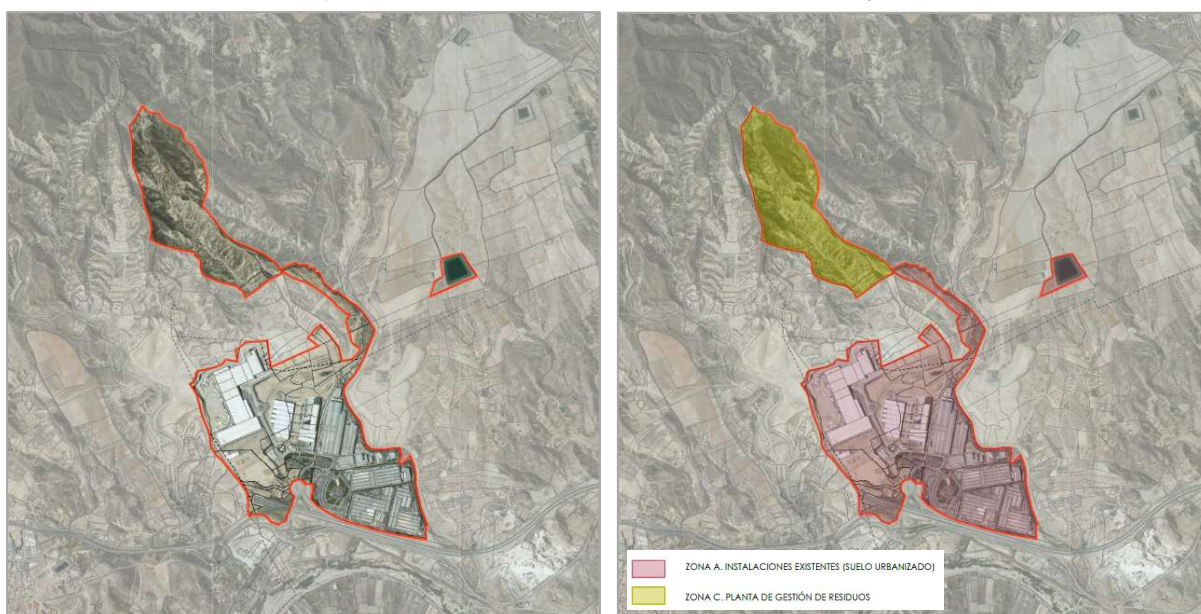 ZONA A. INSTALACIONES EXISTENTES (SUELO URBANIZADO)
ZONA C. PLANTA DE GESTIÓN DE RESIDUOS